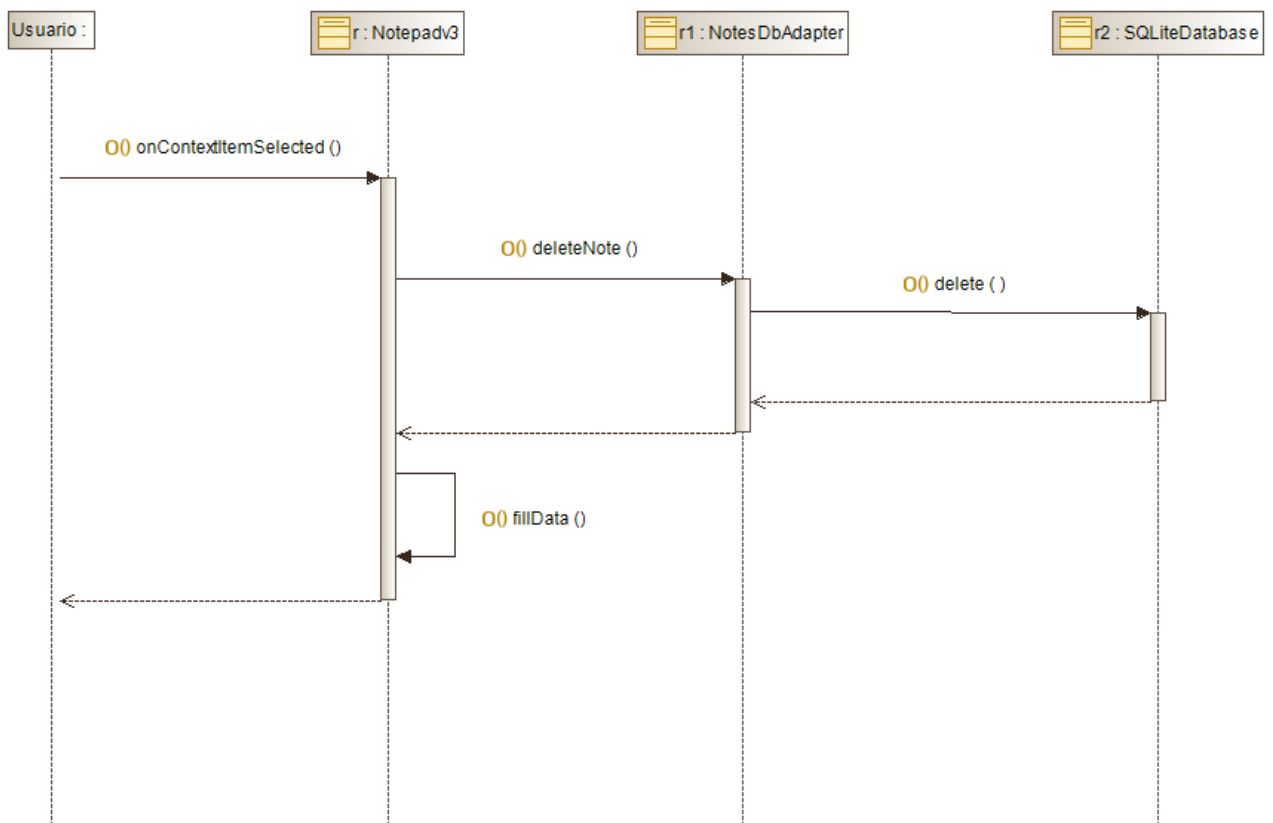 Usuario :
r : Notepadv3
r1 : NotesDbAdapter
r2 : SQLiteDatabase
O() onContextItemSelected ()
O() deleteNote ()
O() delete ( )
O() fillData ()